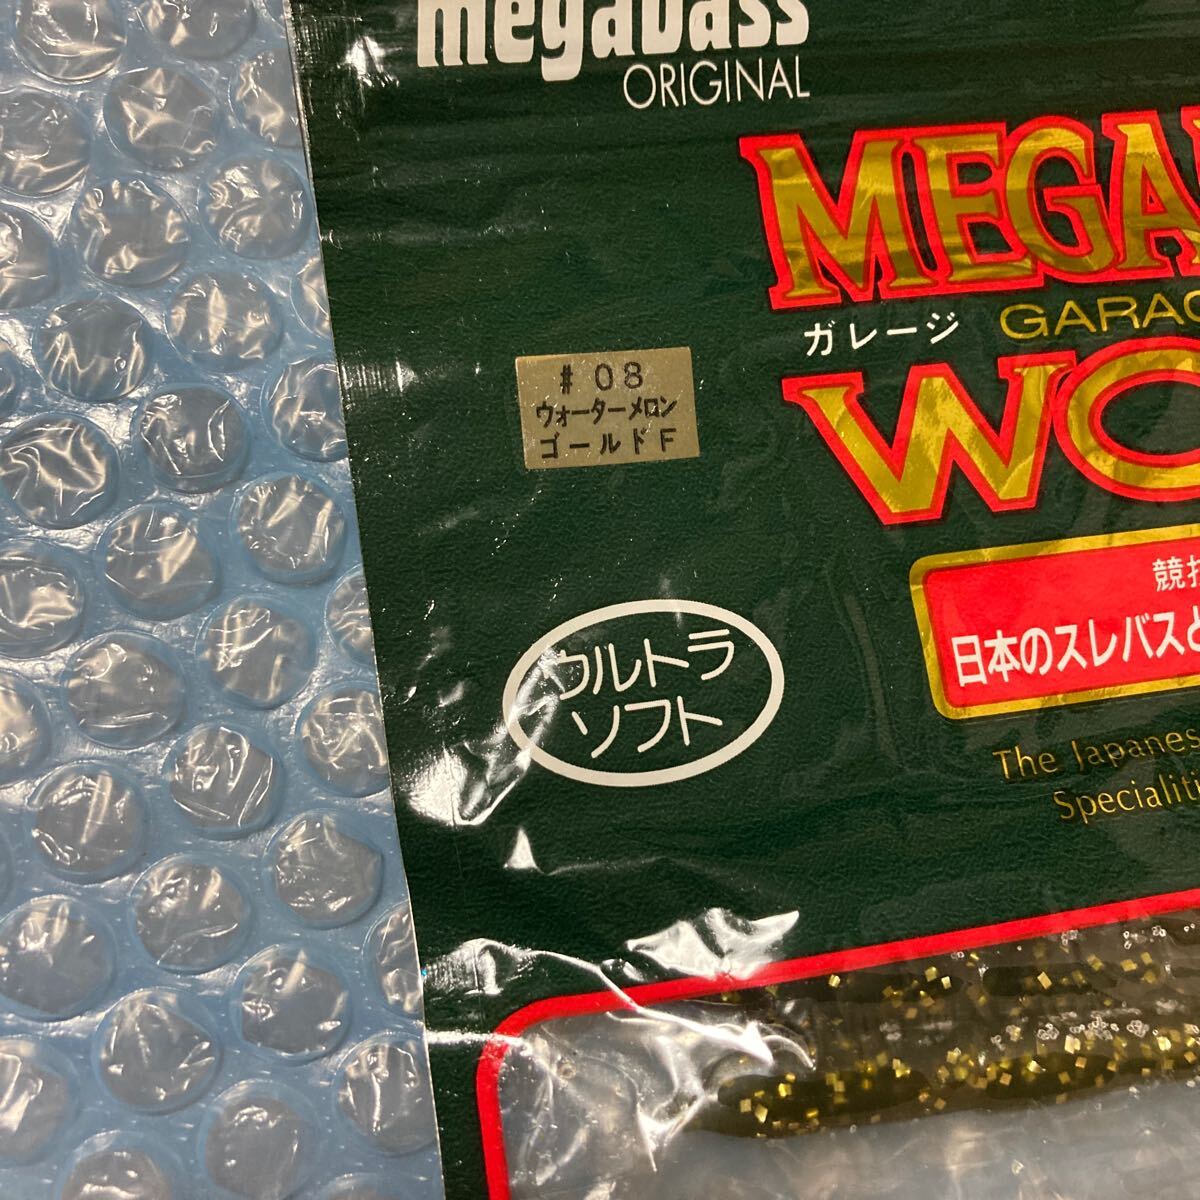 megabass
ORIGINAL
MEGA
ガレージ GARAG
WO
# 08
ウォーターメロン
ゴールドF
競技
日本のスレバスと
ウルトラ
ソフト
The Japanes
Specialiti